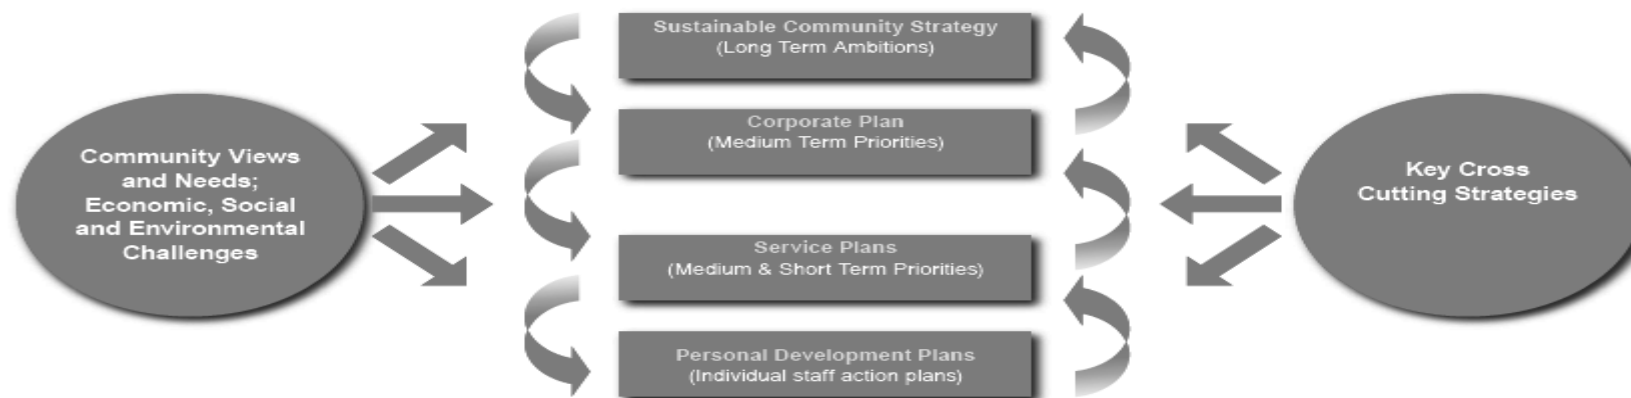 Sustainable Community Strategy
(Long Term Ambitions)
Corporate Plan
(Medium Term Priorities)
Community Views
and Needs;
Economic, Social
and Environmental
Challenges
Key Cross
Cutting Strategies
Service Plans
(Medium & Short Term Priorities)
Personal Development Plans
(Individual staff action plans)